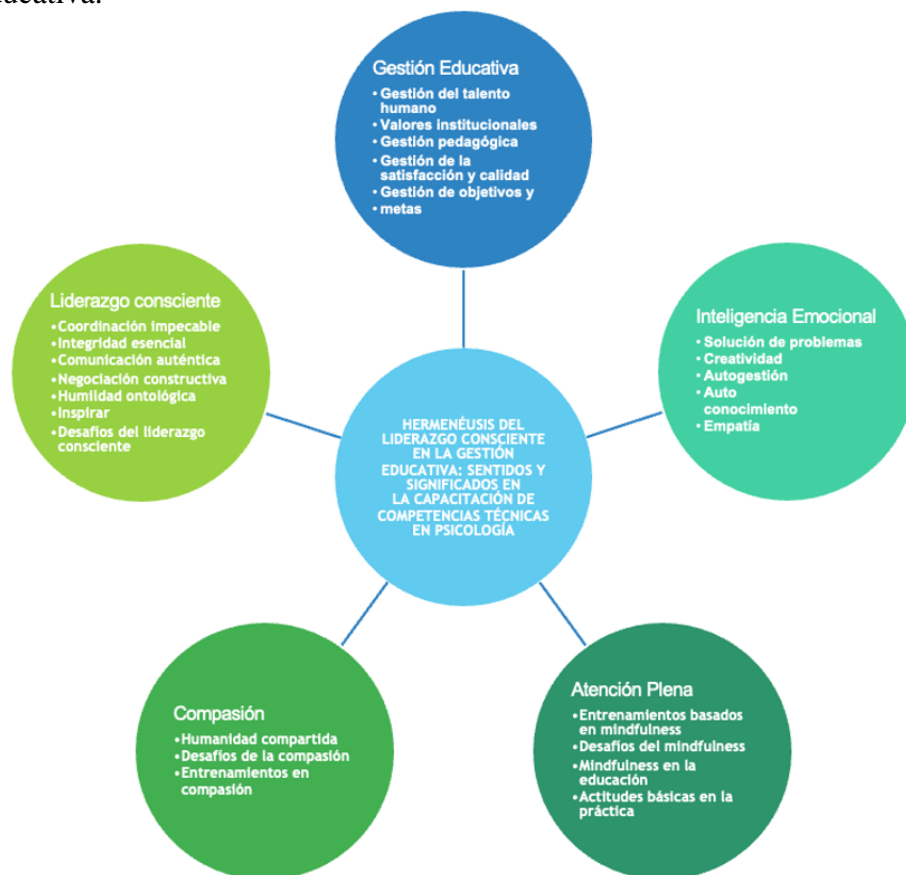 ucativa.
Gestión Educativa
• Gestión del talento
humano
• Valores institucionales
• Gestión pedagógica
• Gestión de la
satisfacción y calidad
• Gestión de objetivos y
• metas
Liderazgo consciente
•Coordinación impecable
•Integridad esencial
•Comunicación auténtica
•Negociación constructiva
•Humildad ontológica
•Inspirar
•Desafíos del liderazgo
consciente
Inteligencia Emocional
• Solución de problemas
• Creatividad
• Autogestión
• Auto
conocimiento
• Empatía
HERMENÉUSIS DEL
LIDERAZGO CONSCIENTE
EN LA GESTIÓN
EDUCATIVA: SENTIDOS Y
SIGNIFICADOS EN
LA CAPACITACIÓN DE
COMPETENCIAS TÉCNICAS
EN PSICOLOGÍA
Compasión
•Humanidad compartida
•Desafíos de la compasión
•Entrenamientos en
compasión
Atención Plena
•Entrenamientos basados
en mindfulness
•Desafíos del mindfulness
•Mindfulness en la
educación
•Actitudes básicas en la
práctica